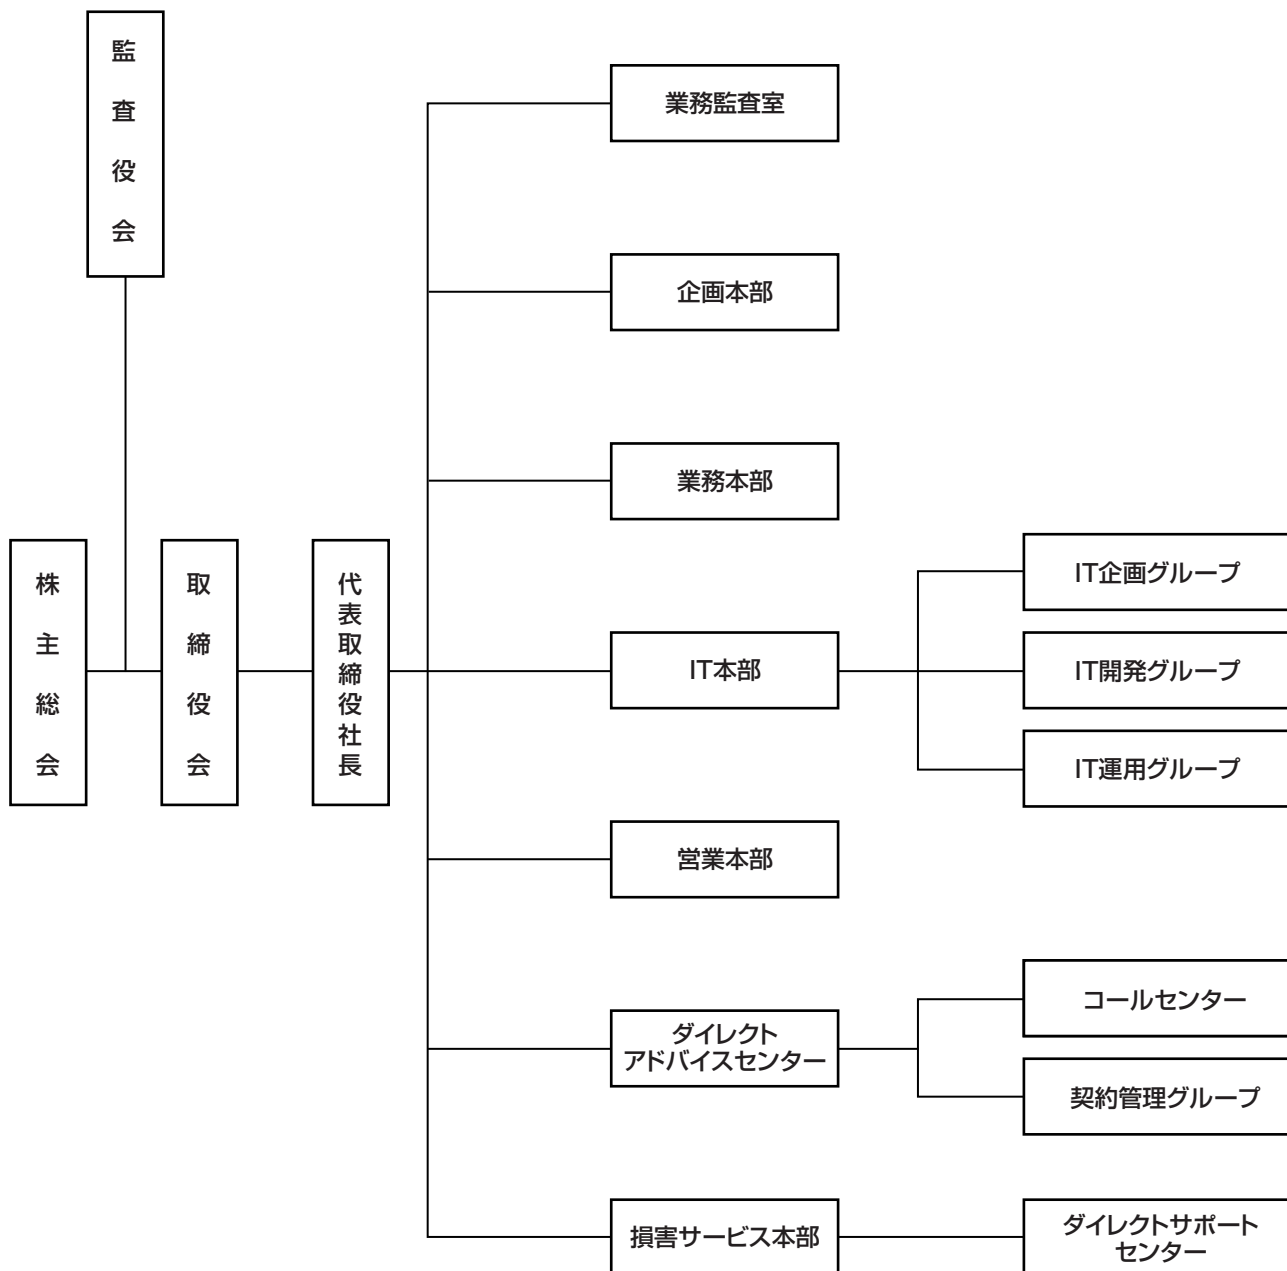 監査役会
株主総会
取締役会
代表取締役社長
業務監査室
企画本部
業務本部
IT本部
IT企画グループ
IT開発グループ
IT運用グループ
営業本部
ダイレクト
アドバイスセンター
コールセンター
契約管理グループ
損害サービス本部
ダイレクトサポート
センター